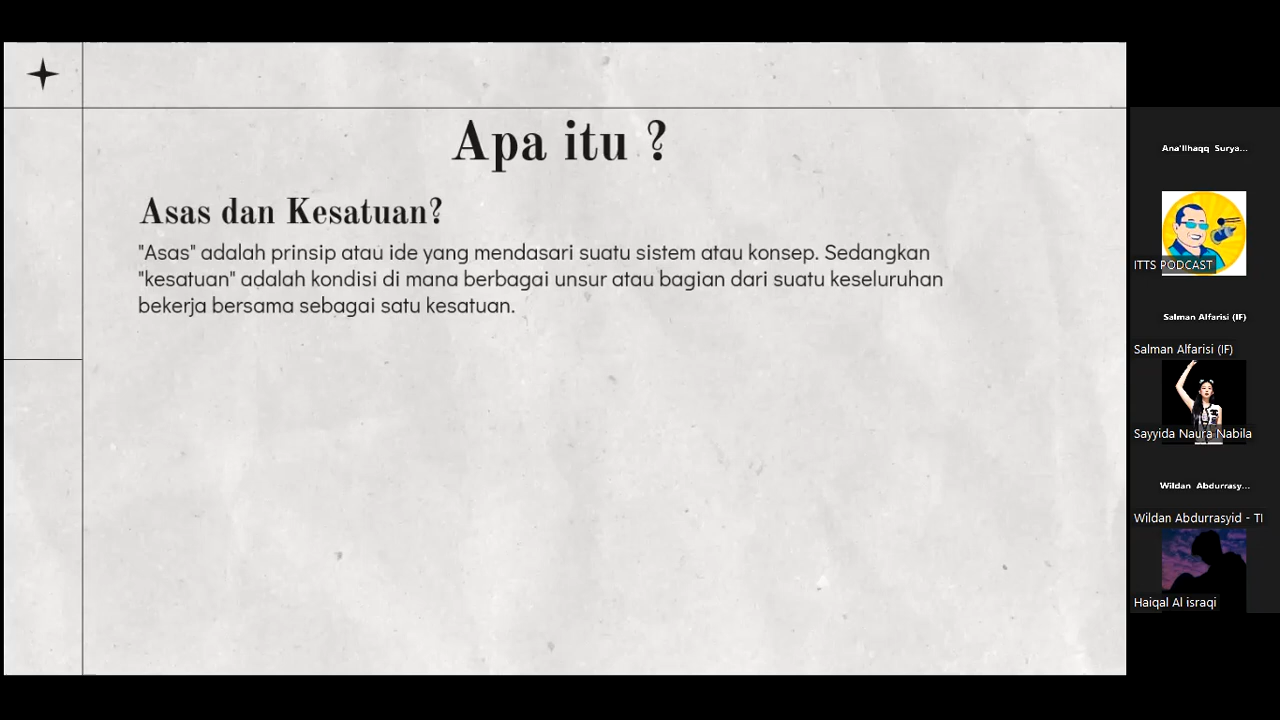 Apa itu ?
Asas dan Kesatuan?
"Asas" adalah prinsip atau ide yang mendasari suatu sistem atau konsep. Sedangkan
"kesatuan" adalah kondisi di mana berbagai unsur atau bagian dari suatu keseluruhan
bekerja bersama sebagai satu kesatuan.
Ana'llhaqq Surya...
ITTS PODCAST
Salman Alfarisi (IF)
Salman Alfarisi (IF)
Sayyida Naura Nabila
Wildan Abdurrasy...
Wildan Abdurrasyid - TI
Haiqal Al israqi